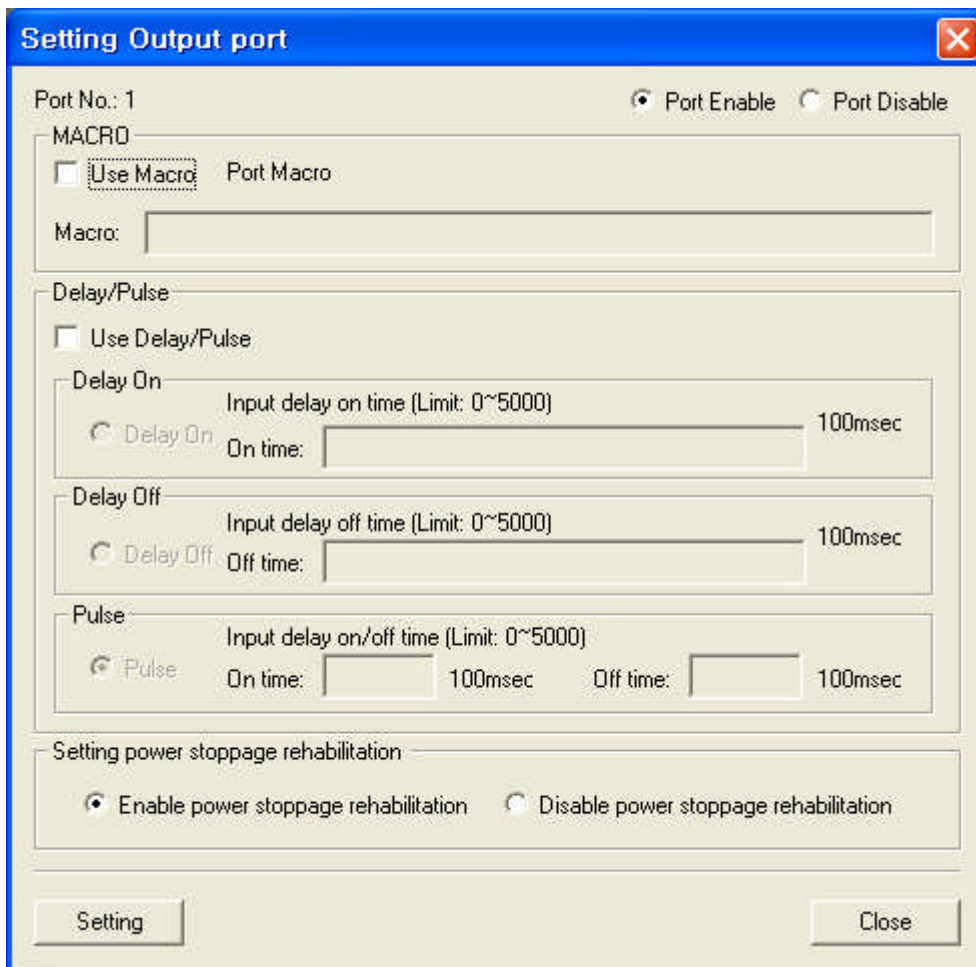 Setting Output port
Port No.: 1
Port Enable
Port Disable
MACRO
Use Macro
Port Macro
Macro:
Delay/Pulse
Use Delay/Pulse
Delay On
Input delay on time (Limit: 0~5000)
Delay On
On time:
100msec
Delay Off
Input delay off time (Limit: 0~5000)
Delay Off
Off time:
100msec
Pulse
Input delay on/off time (Limit: 0~5000)
Pulse
On time:
100msec
Off time:
100msec
Setting power stoppage rehabilitation
Enable power stoppage rehabilitation
Disable power stoppage rehabilitation
Setting
Close